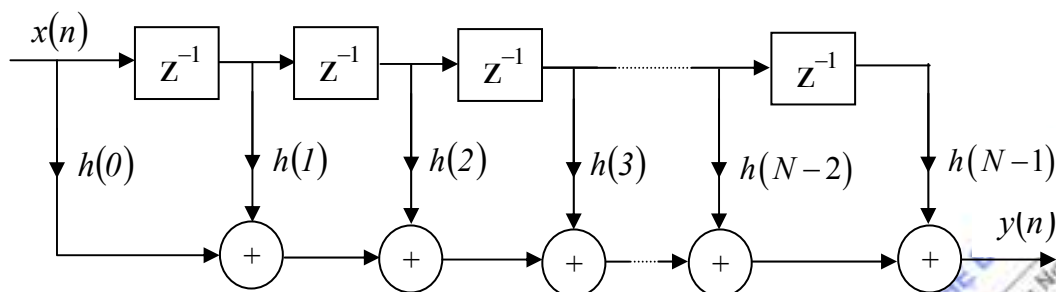 x(n)
z⁻¹ z⁻¹ z⁻¹ z⁻¹
h(0) h(1) h(2) h(3) h(N−2) h(N−1)
y(n)
+ + + + +